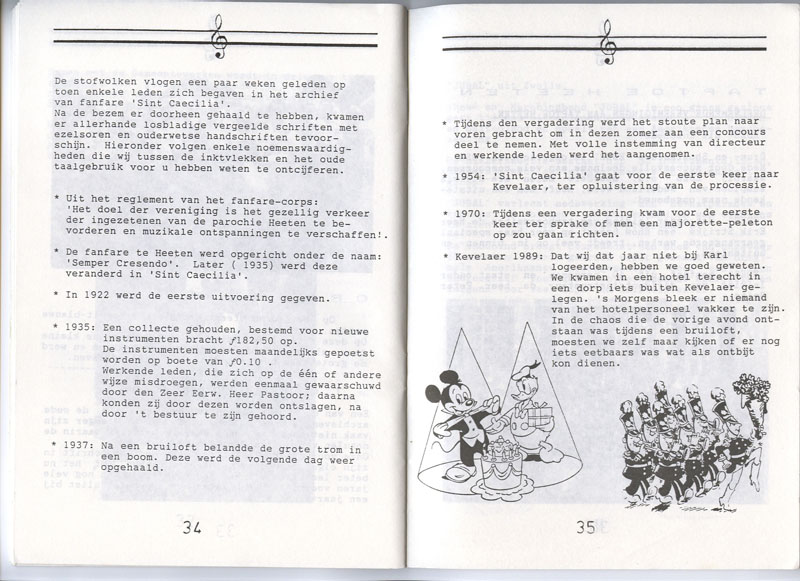 De stofwolken vlogen een paar weken geleden op
toen enkele leden zich begaven in het archief
van fanfare 'Sint Caecilia'.
Na de bezem er doorheen gehaald te hebben, kwamen
er allerhande losbladige vergeelde schriften met
ezelsoren en ouderwetse handschriften tevoor-
schijn. Hieronder volgen enkele noemenswaardig-
heden die wij tussen de inktvlekken en het oude
taalgebruik voor u hebben weten te ontcijferen.
* Uit het reglement van het fanfare-corps:
'Het doel der vereniging is het gezellig verkeer
der ingezetenen van de parochie Heeten te be-
vorderen en muzikale ontspanningen te verschaffen!.
* De fanfare te Heeten werd opgericht onder de naam:
'Semper Cresendo'. Later ( 1935) werd deze
veranderd in 'Sint Caecilia'.
* In 1922 werd de eerste uitvoering gegeven.
* 1935: Een collecte gehouden, bestemd voor nieuwe
instrumenten bracht ƒ182,50 op.
De instrumenten moesten maandelijks gepoetst
worden op boete van ƒ0.10 .
Werkende leden, die zich op de één of andere
wijze misdroegen, werden eenmaal gewaarschuwd
door den Zeer Eerw. Heer Pastoor; daarna
konden zij door dezen worden ontslagen, na
door 't bestuur te zijn gehoord.
* 1937: Na een bruiloft belandde de grote trom in
een boom. Deze werd de volgende dag weer
opgehaald.
34
* Tijdens den vergadering werd het stoute plan naar
voren gebracht om in dezen zomer aan een concours
deel te nemen. Met volle instemming van directeur
en werkende leden werd het aangenomen.
* 1954: 'Sint Caecilia' gaat voor de eerste keer naar
Kevelaer, ter opluistering van de processie.
* 1970: Tijdens een vergadering kwam voor de eerste
keer ter sprake of men een majorette-peleton
op zou gaan richten.
* Kevelaer 1989: Dat wij dat jaar niet bij Karl
logeerden, hebben we goed geweten.
We kwamen in een hotel terecht in
een dorp iets buiten Kevelaer ge-
legen. 's Morgens bleek er niemand
van het hotelpersoneel wakker te zijn.
In de chaos die de vorige avond ont-
staan was tijdens een bruiloft,
moesten we zelf maar kijken of er nog
iets eetbaars was wat als ontbijt
kon dienen.
35